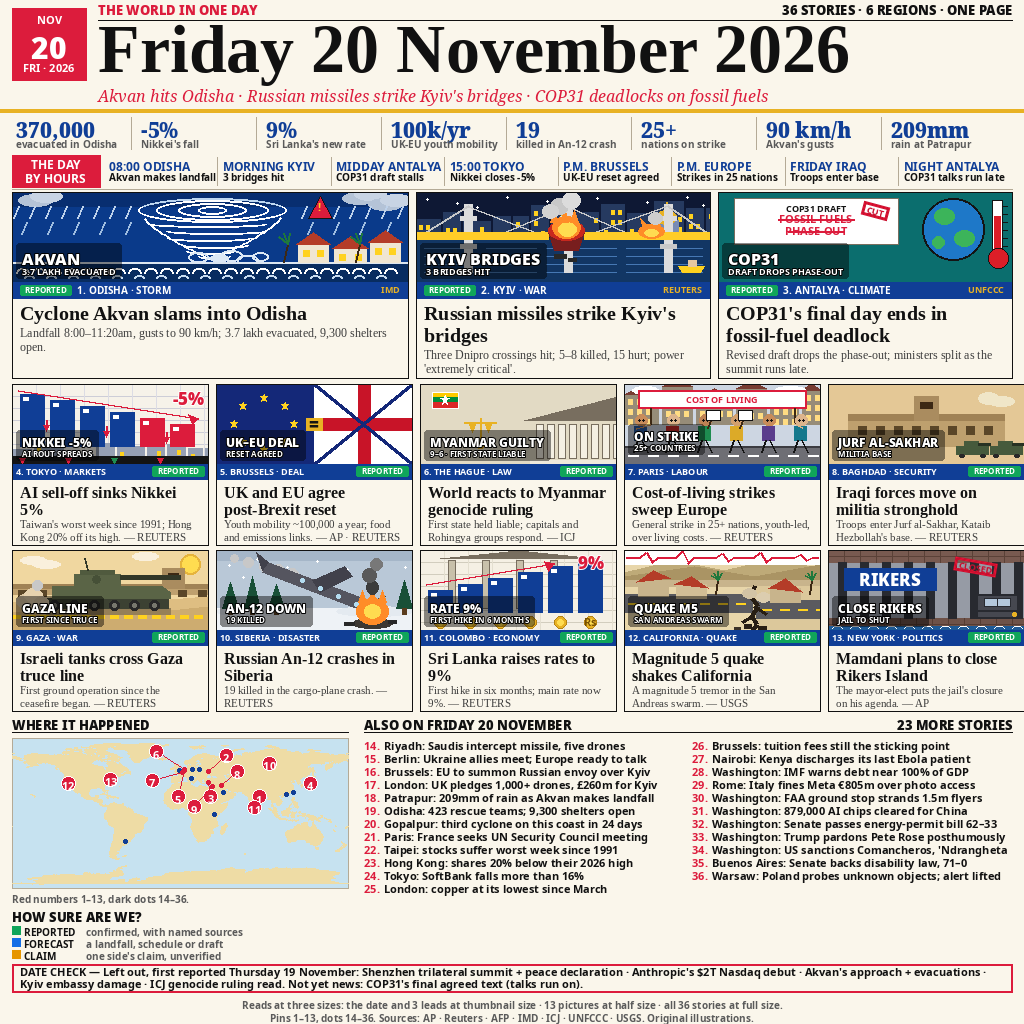 NOV
20
FRI · 2026
THE WORLD IN ONE DAY
36 STORIES · 6 REGIONS · ONE PAGE
Friday 20 November 2026
Akvan hits Odisha · Russian missiles strike Kyiv's bridges · COP31 deadlocks on fossil fuels
370,000
evacuated in Odisha
-5%
Nikkei's fall
9%
Sri Lanka's new rate
100k/yr
UK-EU youth mobility
19
killed in An-12 crash
25+
nations on strike
90 km/h
Akvan's gusts
209mm
rain at Patrapur
THE DAY
BY HOURS
08:00 ODISHA
Akvan makes landfall
MORNING KYIV
3 bridges hit
MIDDAY ANTALYA
COP31 draft stalls
15:00 TOKYO
Nikkei closes -5%
P.M. BRUSSELS
UK-EU reset agreed
P.M. EUROPE
Strikes in 25 nations
FRIDAY IRAQ
Troops enter base
NIGHT ANTALYA
COP31 talks run late
!
AKVAN
3.7 LAKH EVACUATED
REPORTED 1. ODISHA · STORM IMD
Cyclone Akvan slams into Odisha
Landfall 8:00–11:20am, gusts to 90 km/h; 3.7 lakh evacuated, 9,300 shelters
open.
KYIV BRIDGES
3 BRIDGES HIT
REPORTED 2. KYIV · WAR REUTERS
Russian missiles strike Kyiv's
bridges
Three Dnipro crossings hit; 5–8 killed, 15 hurt; power
'extremely critical'.
COP31 DRAFT
FOSSIL FUELS
PHASE-OUT
CUT
COP31
DRAFT DROPS PHASE-OUT
REPORTED 3. ANTALYA · CLIMATE UNFCCC
COP31's final day ends in
fossil-fuel deadlock
Revised draft drops the phase-out; ministers split as the
summit runs late.
-5%
NIKKEI -5%
AI ROUT SPREADS
4. TOKYO · MARKETS REPORTED
AI sell-off sinks Nikkei
5%
Taiwan's worst week since 1991; Hong
Kong 20% off its high. — REUTERS
=
UK–EU DEAL
RESET AGREED
5. BRUSSELS · DEAL REPORTED
UK and EU agree
post-Brexit reset
Youth mobility ~100,000 a year; food
and emissions links. — AP · REUTERS
MYANMAR GUILTY
9–6 · FIRST STATE LIABLE
6. THE HAGUE · LAW REPORTED
World reacts to Myanmar
genocide ruling
First state held liable; capitals and
Rohingya groups respond. — ICJ
COST OF LIVING
ON STRIKE
25+ COUNTRIES
7. PARIS · LABOUR REPORTED
Cost-of-living strikes
sweep Europe
General strike in 25+ nations, youth-led,
over living costs. — REUTERS
JURF AL-SAKHAR
MILITIA BASE
8. BAGHDAD · SECURITY REPORTED
Iraqi forces move on
militia stronghold
Troops enter Jurf al-Sakhar, Kataib
Hezbollah's base. — REUTERS
GAZA LINE
FIRST SINCE TRUCE
9. GAZA · WAR REPORTED
Israeli tanks cross Gaza
truce line
First ground operation since the
ceasefire began. — REUTERS
AN-12 DOWN
19 KILLED
10. SIBERIA · DISASTER REPORTED
Russian An-12 crashes in
Siberia
19 killed in the cargo-plane crash. —
REUTERS
9%
Rs
RATE 9%
FIRST HIKE IN 6 MONTHS
11. COLOMBO · ECONOMY REPORTED
Sri Lanka raises rates to
9%
First hike in six months; main rate now
9%. — REUTERS
QUAKE M5
SAN ANDREAS SWARM
12. CALIFORNIA · QUAKE REPORTED
Magnitude 5 quake
shakes California
A magnitude 5 tremor in the San
Andreas swarm. — USGS
RIKERS
CLOSED
CLOSE RIKERS
JAIL TO SHUT
13. NEW YORK · POLITICS REPORTED
Mamdani plans to close
Rikers Island
The mayor-elect puts the jail's closure
on his agenda. — AP
WHERE IT HAPPENED
6
2
10
12
13
7
8
4
5
3
1
9
11
Red numbers 1–13, dark dots 14–36.
HOW SURE ARE WE?
REPORTED confirmed, with named sources
FORECAST a landfall, schedule or draft
CLAIM one side's claim, unverified
ALSO ON FRIDAY 20 NOVEMBER
23 MORE STORIES
14. Riyadh: Saudis intercept missile, five drones
15. Berlin: Ukraine allies meet; Europe ready to talk
16. Brussels: EU to summon Russian envoy over Kyiv
17. London: UK pledges 1,000+ drones, £260m for Kyiv
18. Patrapur: 209mm of rain as Akvan makes landfall
19. Odisha: 423 rescue teams; 9,300 shelters open
20. Gopalpur: third cyclone on this coast in 24 days
21. Paris: France seeks UN Security Council meeting
22. Taipei: stocks suffer worst week since 1991
23. Hong Kong: shares 20% below their 2026 high
24. Tokyo: SoftBank falls more than 16%
25. London: copper at its lowest since March
26. Brussels: tuition fees still the sticking point
27. Nairobi: Kenya discharges its last Ebola patient
28. Washington: IMF warns debt near 100% of GDP
29. Rome: Italy fines Meta €805m over photo access
30. Washington: FAA ground stop strands 1.5m flyers
31. Washington: 879,000 AI chips cleared for China
32. Washington: Senate passes energy-permit bill 62–33
33. Washington: Trump pardons Pete Rose posthumously
34. Washington: US sanctions Comancheros, 'Ndrangheta
35. Buenos Aires: Senate backs disability law, 71–0
36. Warsaw: Poland probes unknown objects; alert lifted
DATE CHECK — Left out, first reported Thursday 19 November: Shenzhen trilateral summit + peace declaration · Anthropic's $2T Nasdaq debut · Akvan's approach + evacuations ·
Kyiv embassy damage · ICJ genocide ruling read. Not yet news: COP31's final agreed text (talks run on).
Reads at three sizes: the date and 3 leads at thumbnail size · 13 pictures at half size · all 36 stories at full size.
Pins 1–13, dots 14–36. Sources: AP · Reuters · AFP · IMD · ICJ · UNFCCC · USGS. Original illustrations.